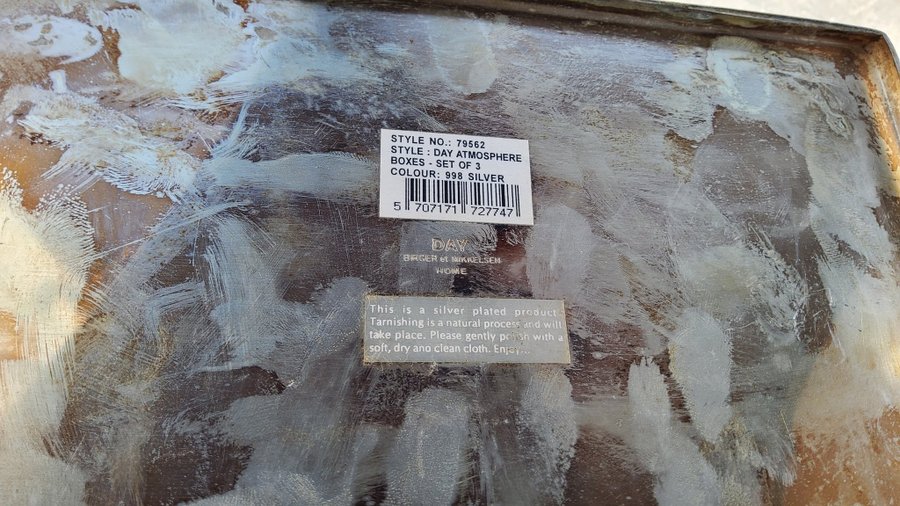 STYLE NO.: 79562
STYLE : DAY ATMOSPHERE
BOXES - SET OF 3
COLOUR: 998 SILVER
5 707171 727747
DAY
BIRGER et MIKKELSEN
HOME
This is a silver plated product
Tarnishing is a natural process and will
take place. Please gently polish with a
soft, dry and clean cloth. Enjoy...